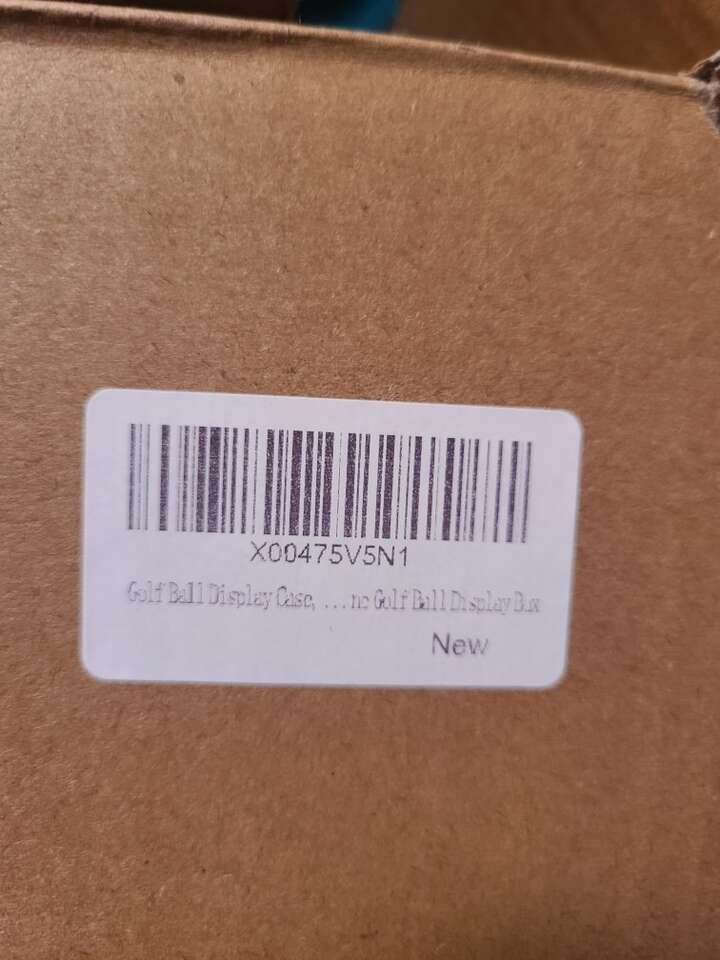 X00475V5N1
Golf Ball Display Case, ...ne Golf Ball Display Box
New